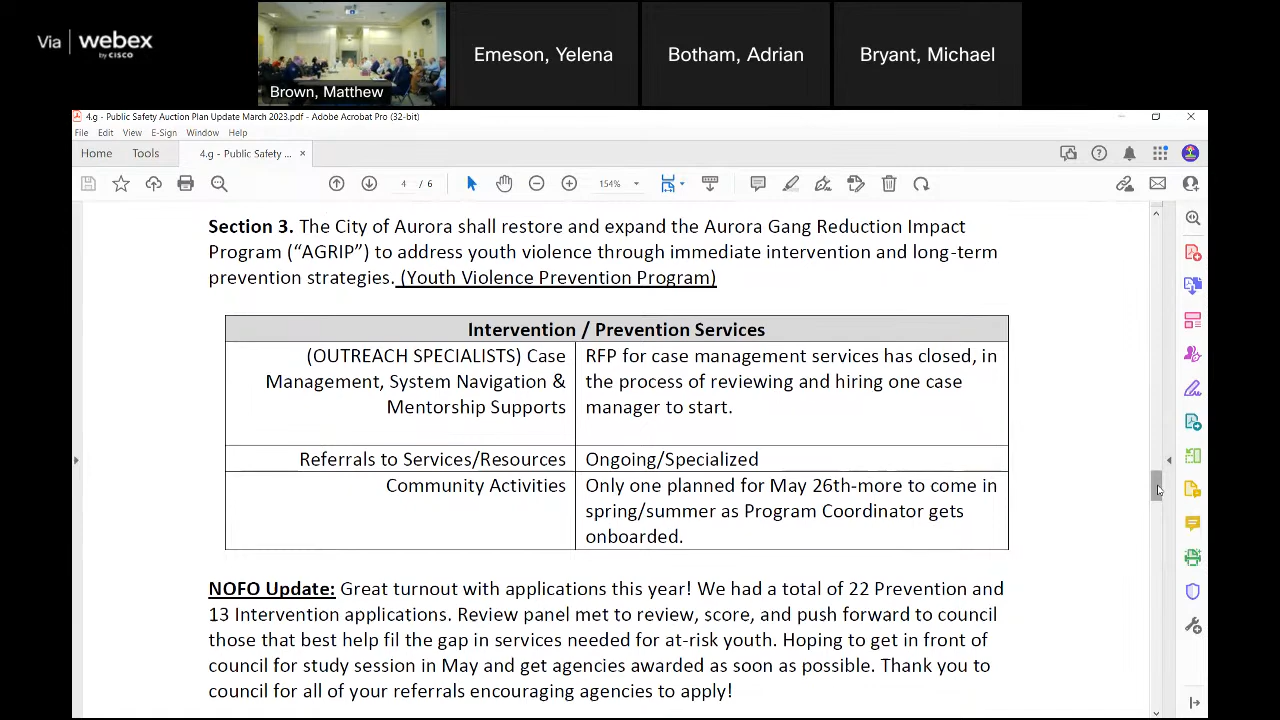 Via webex
by CISCO
Brown, Matthew
Emeson, Yelena
Botham, Adrian
Bryant, Michael
4.g - Public Safety Auction Plan Update March 2023.pdf - Adobe Acrobat Pro (32-bit)
File Edit View E-Sign Window Help
Home Tools 4.g - Public Safety ... ×
4 / 6 154%
Section 3. The City of Aurora shall restore and expand the Aurora Gang Reduction Impact
Program (“AGRIP”) to address youth violence through immediate intervention and long-term
prevention strategies. (Youth Violence Prevention Program)
Intervention / Prevention Services
(OUTREACH SPECIALISTS) Case
Management, System Navigation &
Mentorship Supports
RFP for case management services has closed, in
the process of reviewing and hiring one case
manager to start.
Referrals to Services/Resources
Ongoing/Specialized
Community Activities
Only one planned for May 26th-more to come in
spring/summer as Program Coordinator gets
onboarded.
NOFO Update: Great turnout with applications this year! We had a total of 22 Prevention and
13 Intervention applications. Review panel met to review, score, and push forward to council
those that best help fil the gap in services needed for at-risk youth. Hoping to get in front of
council for study session in May and get agencies awarded as soon as possible. Thank you to
council for all of your referrals encouraging agencies to apply!